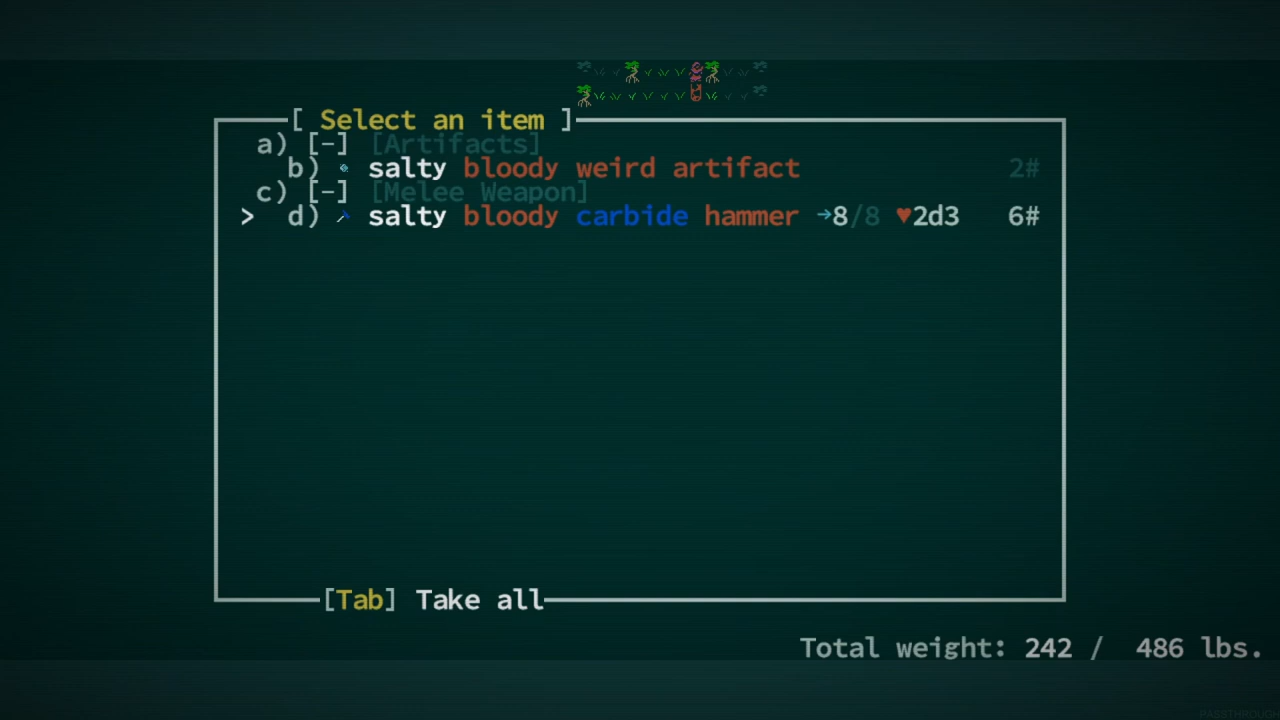 [ Select an item ]
a) [-] [Artifacts]
b) salty bloody weird artifact 2#
c) [-] [Melee Weapon]
> d) salty bloody carbide hammer →8/8 ♥2d3 6#
[Tab] Take all
Total weight: 242 / 486 lbs.